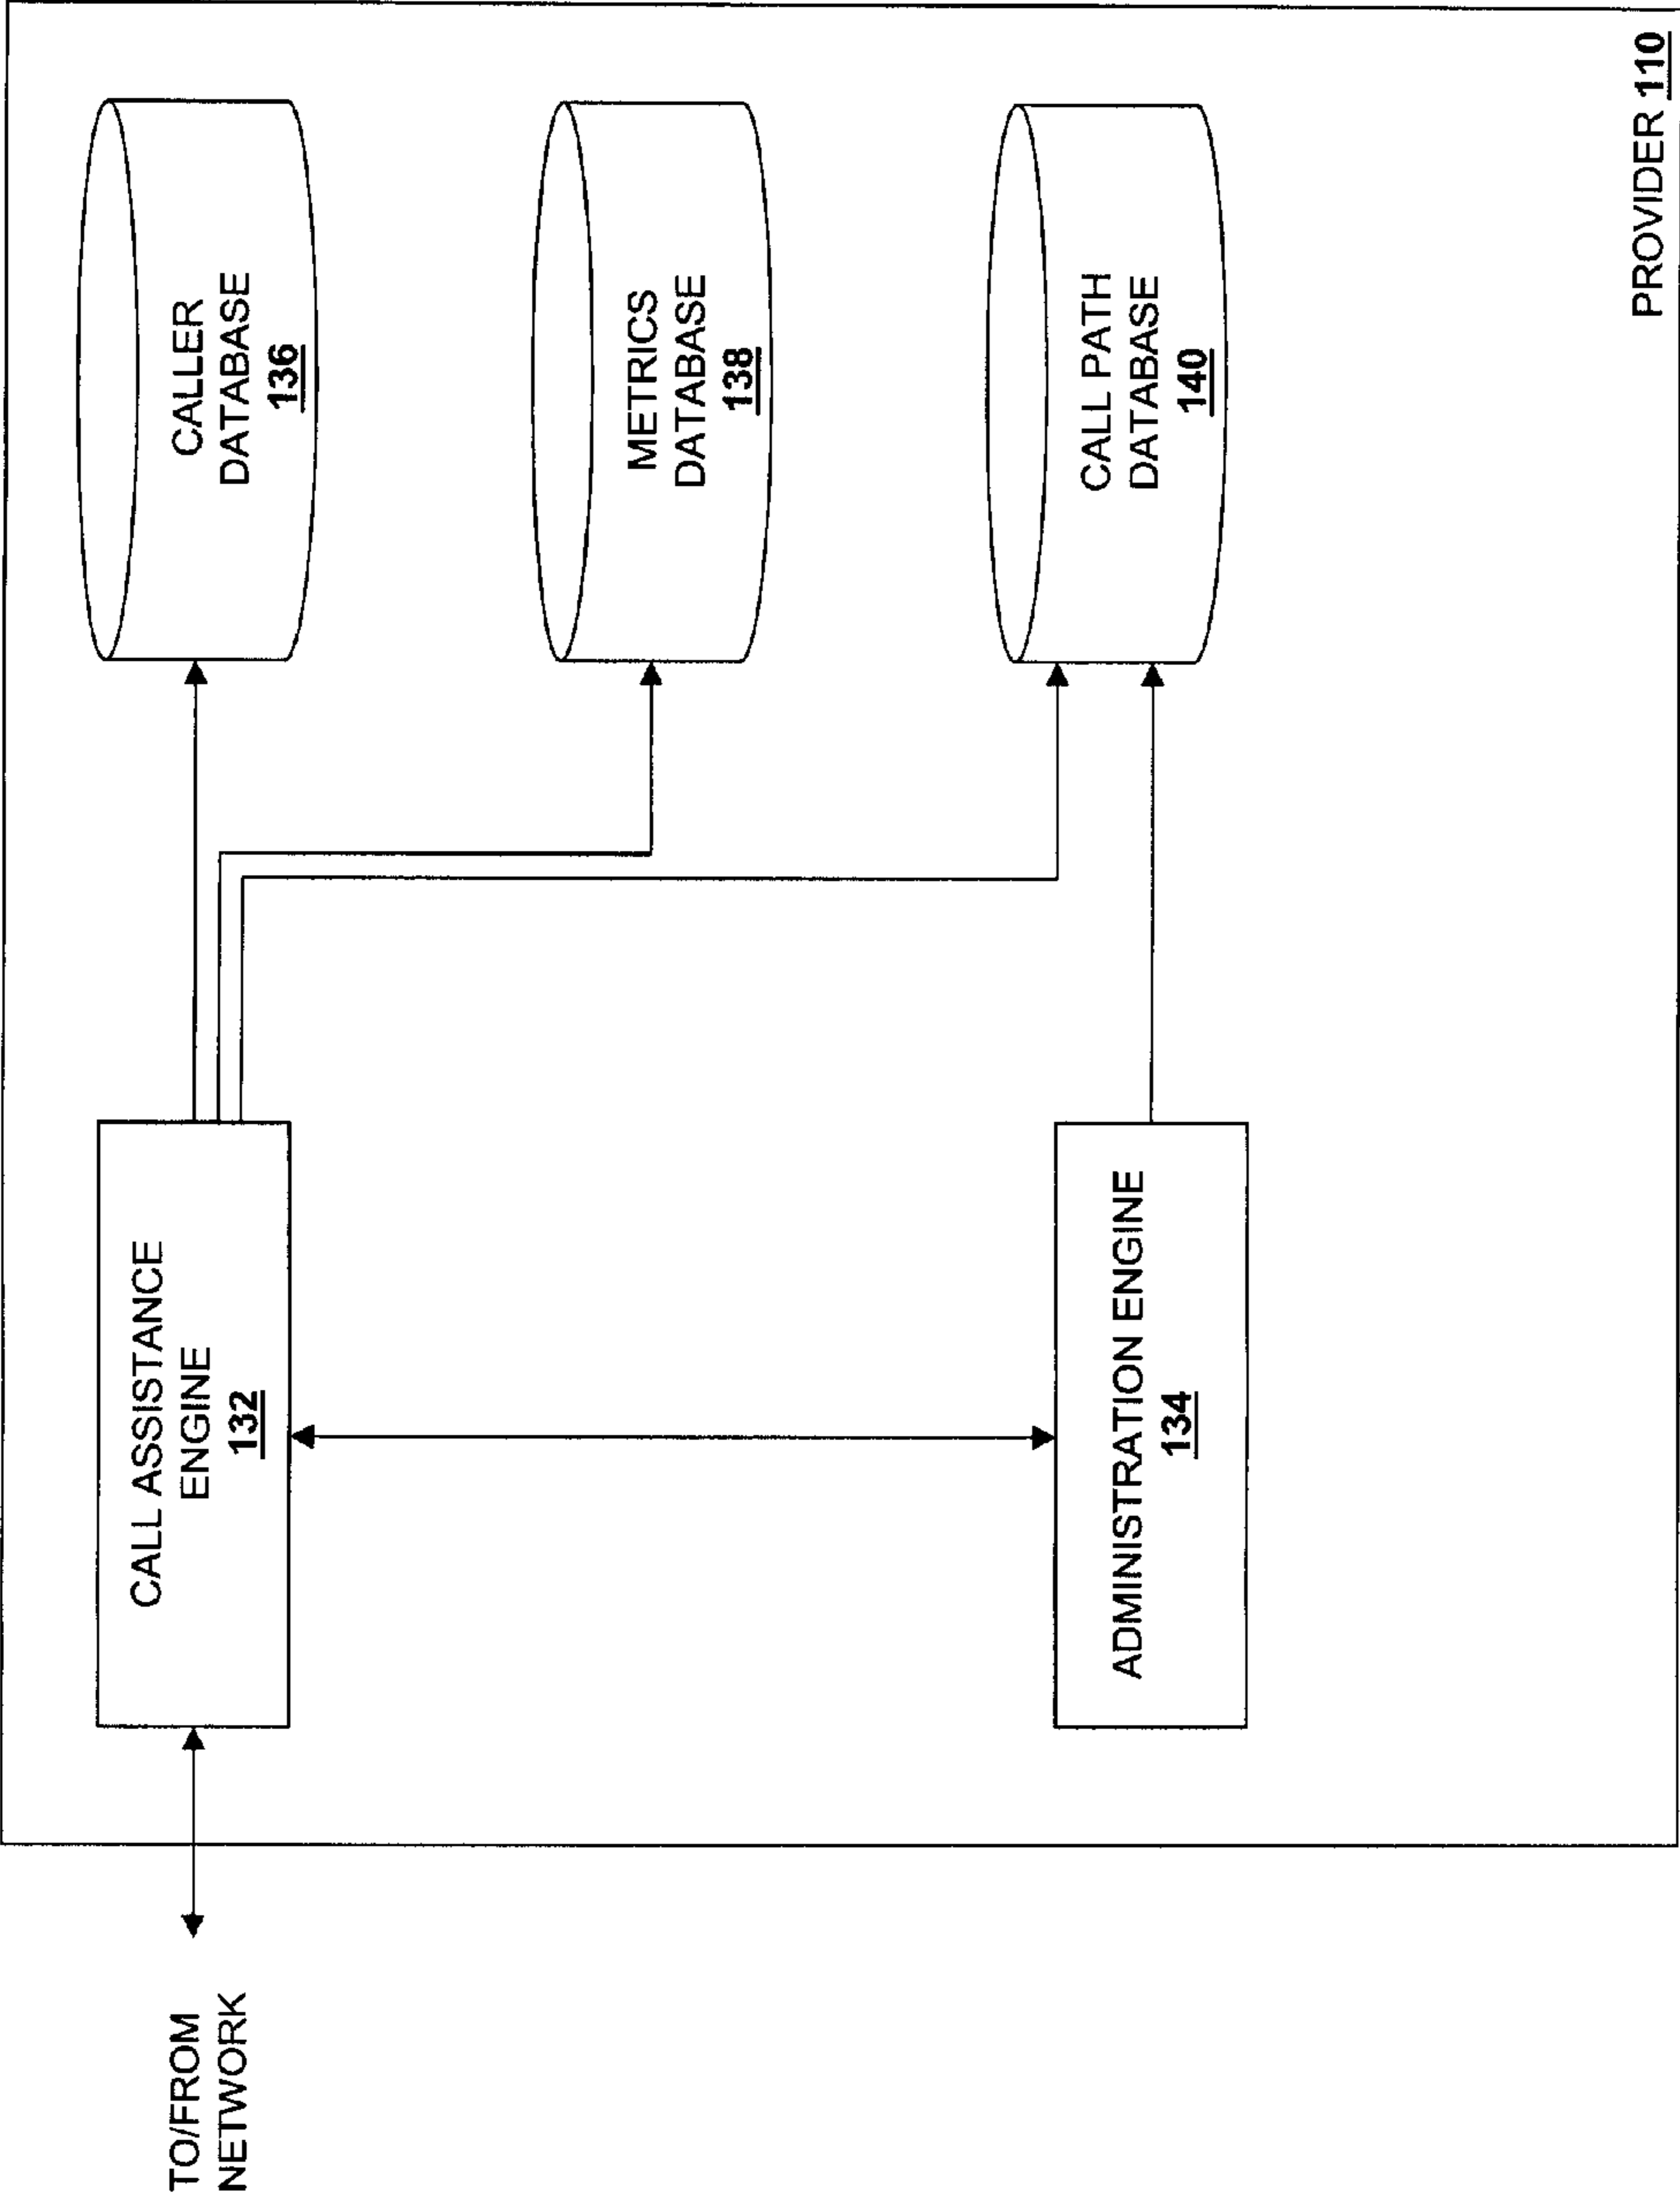 TO/FROM
NETWORK
CALL ASSISTANCE
ENGINE
132
CALLER
DATABASE
136
METRICS
DATABASE
138
ADMINISTRATION ENGINE
134
CALL PATH
DATABASE
140
PROVIDER 110